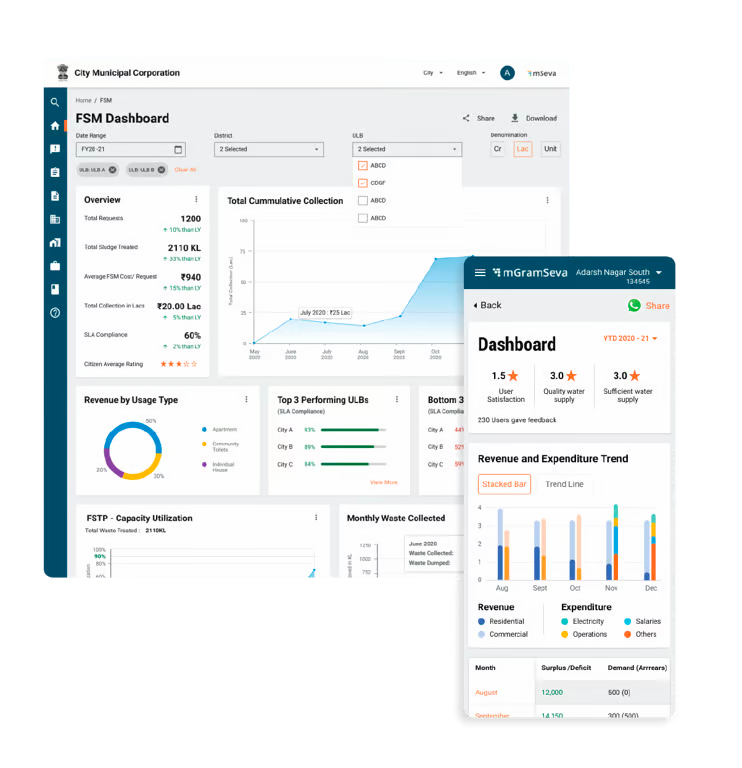 City Municipal Corporation
City
English
A
mSeva
Home / FSM
FSM Dashboard
Share
Download
Date Range
District
ULB
Denomination
FY20-21
2 Selected
2 Selected
Cr
Lac
Unit
ULB: ULB A
ULB: ULB B
Clear All
ABCD
CDGF
ABCD
ABCD
Overview
Total Requests
1200
10% than LY
Total Sludge Treated
2110 KL
33% than LY
Average FSM Cost/ Request
₹940
15% than LY
Total Collection in Lacs
₹20.00 Lac
5% than LY
SLA Compliance
60%
2% than LY
Citizen Average Rating
Total Cummulative Collection
Total Collection (Lac)
100
75
50
25
0
July 2020 : ₹25 Lac
May 2020
June 2020
July 2020
Aug 2020
Sept 2020
Oct 2020
Revenue by Usage Type
50%
20%
30%
Apartment
Community Toilets
Individual House
Top 3 Performing ULBs
(SLA Compliance)
City A 93%
City B 89%
City C 84%
View More
Bottom 3
(SLA Complia
City A 44%
City B 52%
City C 59%
FSTP - Capacity Utilization
Total Waste Treated : 2110KL
100%
90%
80%
60%
Monthly Waste Collected
1250
1000
750
June 2020
Waste Collected:
Waste Dumped:
mGramSeva
Adarsh Nagar South
134545
Back
Share
Dashboard
YTD 2020 - 21
1.5
3.0
3.0
User Satisfaction
Quality water supply
Sufficient water supply
230 Users gave feedback
Revenue and Expenditure Trend
Stacked Bar
Trend Line
4
3
2
1
0
Aug
Sept
Oct
Nov
Dec
Revenue
Expenditure
Residential
Electricity
Salaries
Commercial
Operations
Others
Month
Surplus /Deficit
Demand (Arrrears)
August
12,000
500 (0)
September
14,150
300 (500)